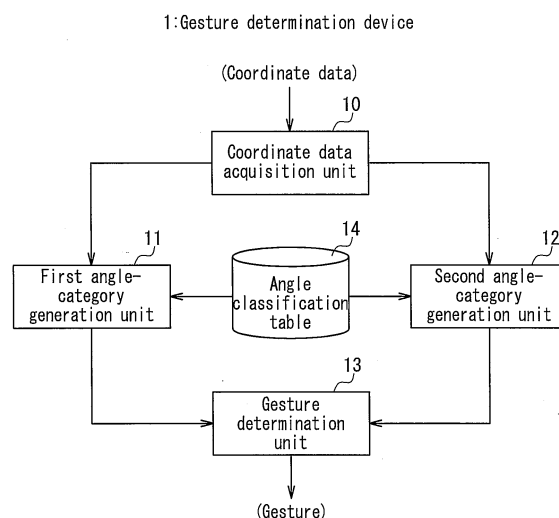 1:Gesture determination device
(Coordinate data)
10
Coordinate data
acquisition unit
11
First angle-
category
generation unit
14
Angle
classification
table
12
Second angle-
category
generation unit
13
Gesture
determination
unit
(Gesture)